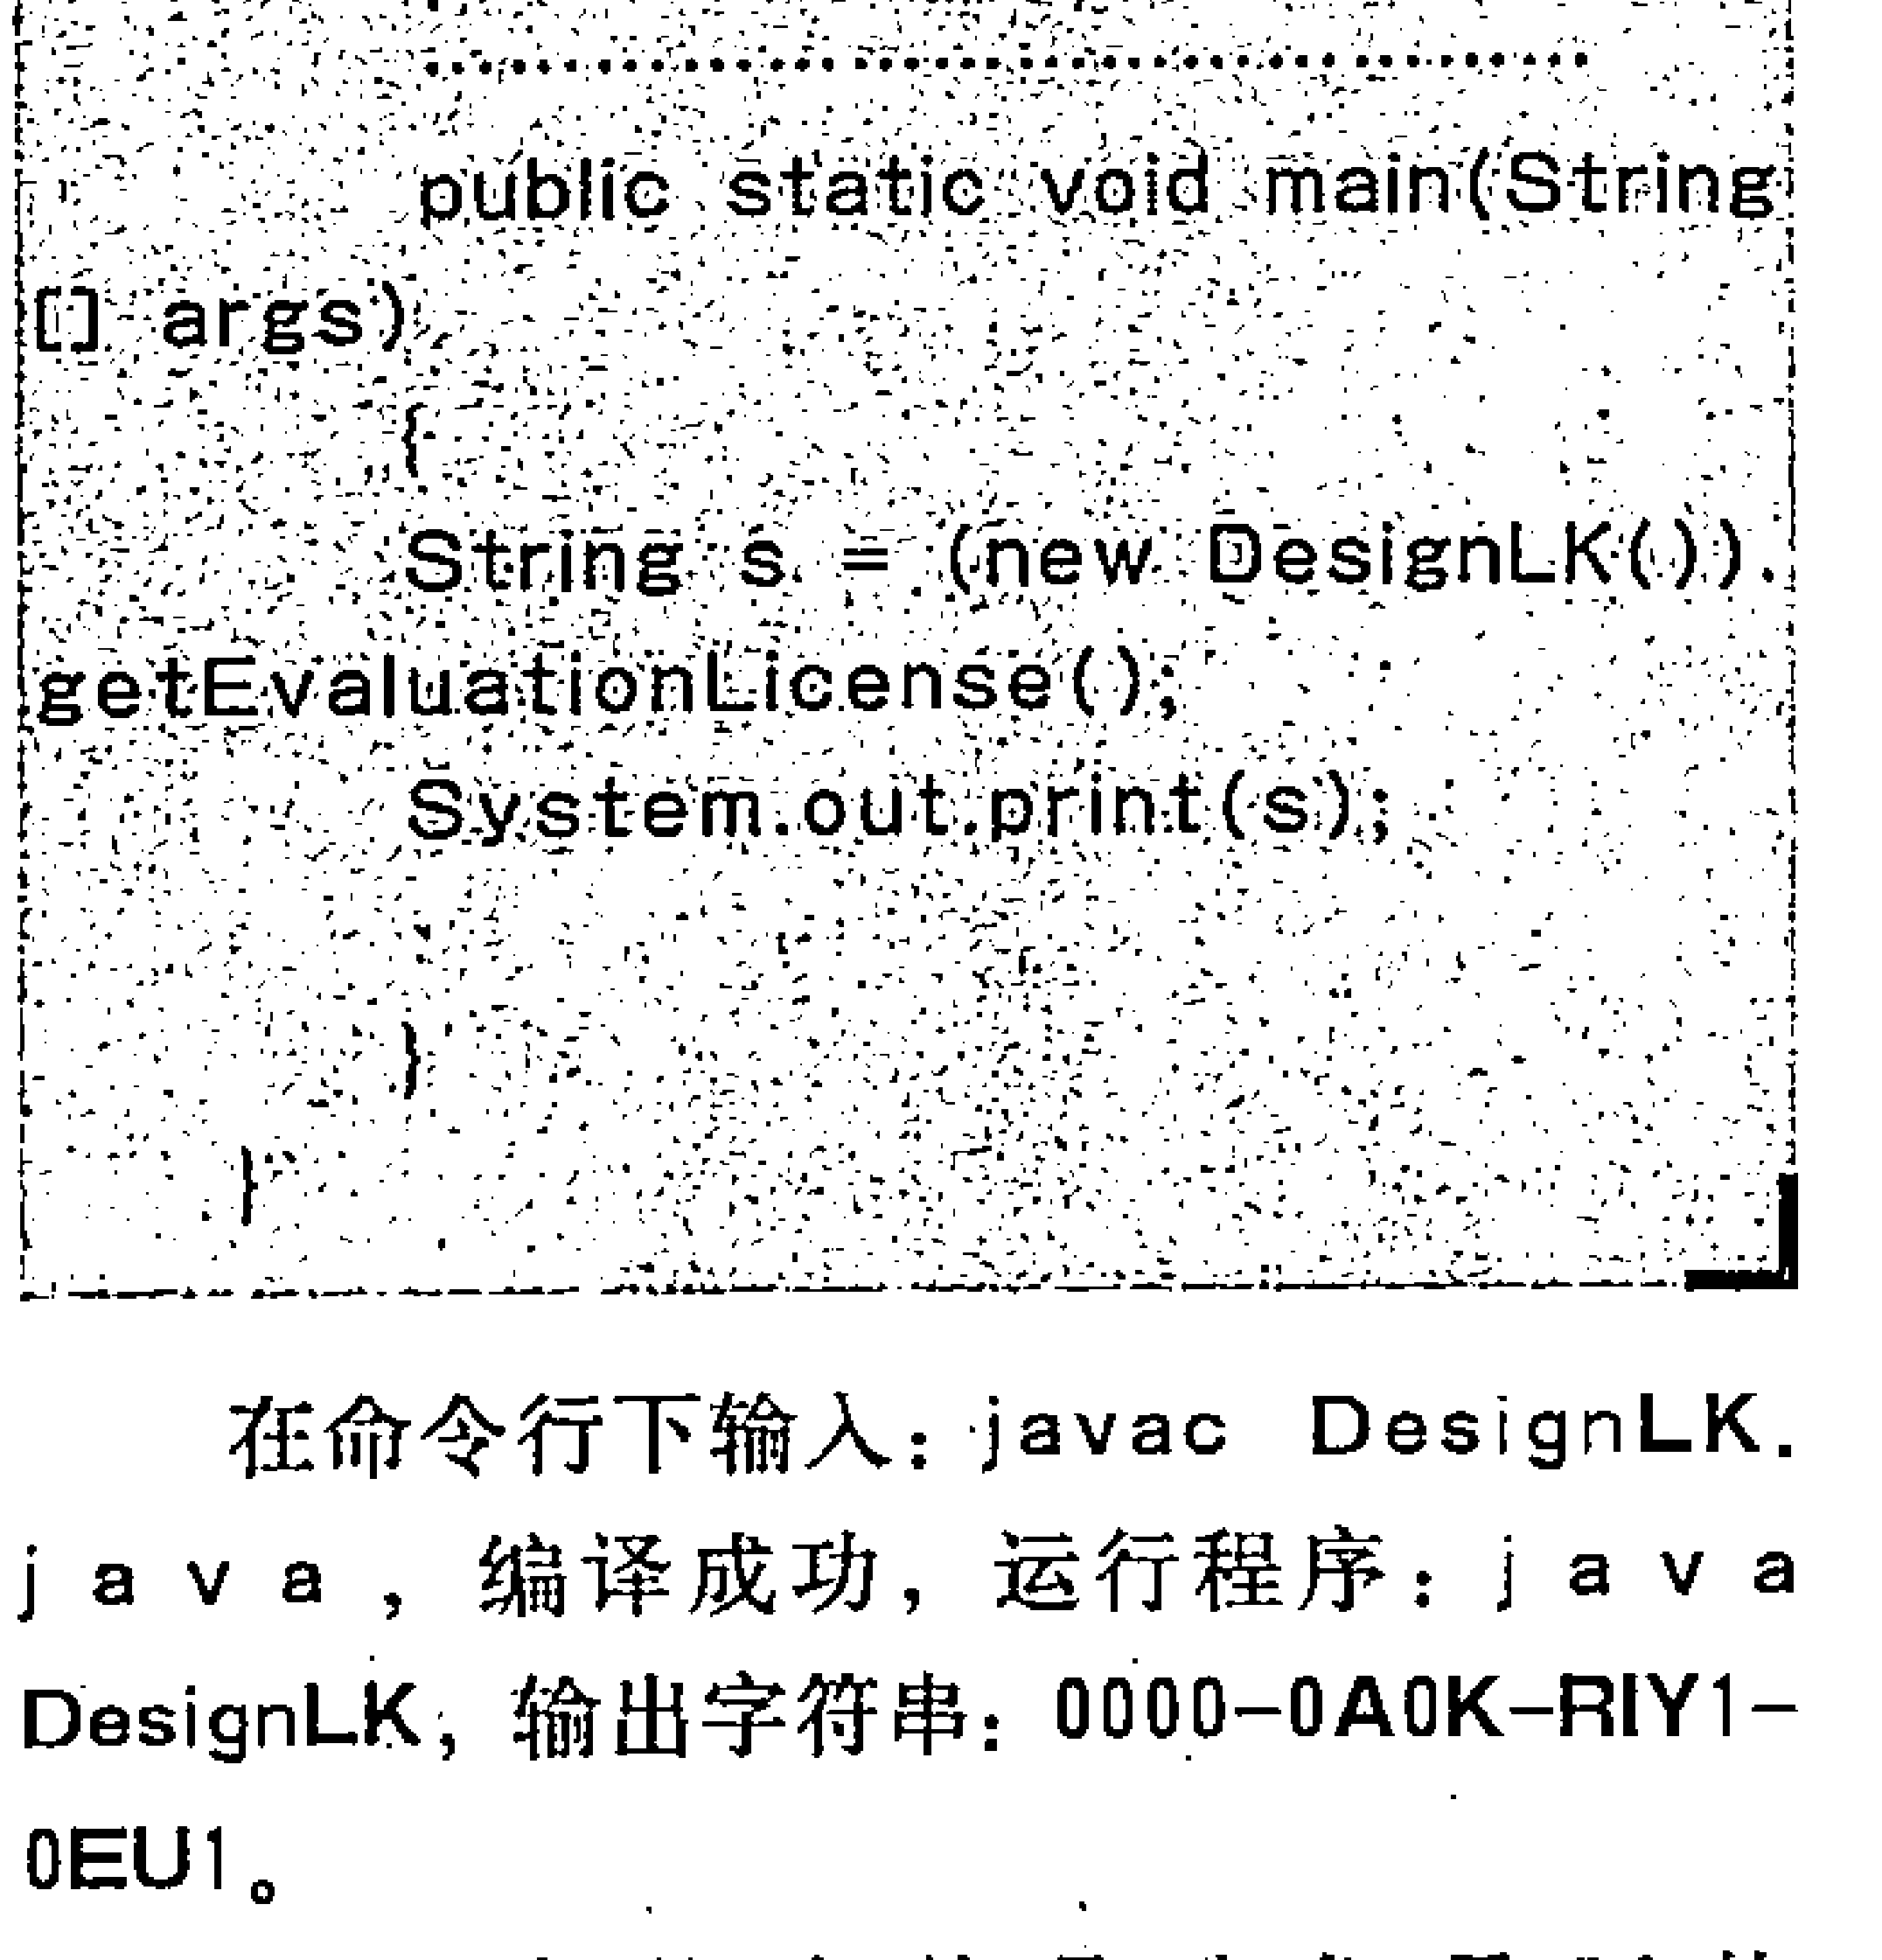 public static void main(String
[] args)
{
String s = (new DesignLK()).
getEvaluationLicense();
System.out.print(s);
}
}
在命令行下输入：javac DesignLK.
java，编译成功，运行程序：java
DesignLK，输出字符串：0000-0A0K-RIY1-
0EU1。